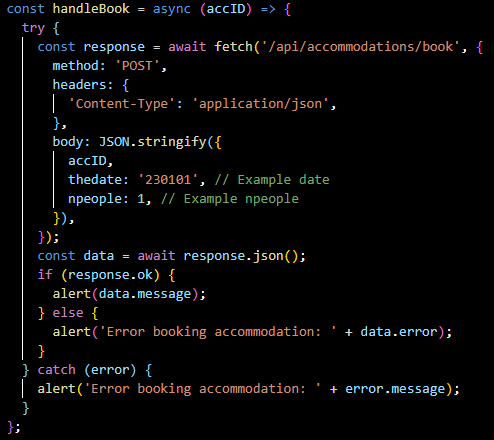 const handleBook = async (accID) => {
  try {
    const response = await fetch('/api/accommodations/book', {
      method: 'POST',
      headers: {
        'Content-Type': 'application/json',
      },
      body: JSON.stringify({
        accID,
        thedate: '230101', // Example date
        npeople: 1, // Example npeople
      }),
    });
    const data = await response.json();
    if (response.ok) {
      alert(data.message);
    } else {
      alert('Error booking accommodation: ' + data.error);
    }
  } catch (error) {
    alert('Error booking accommodation: ' + error.message);
  }
};